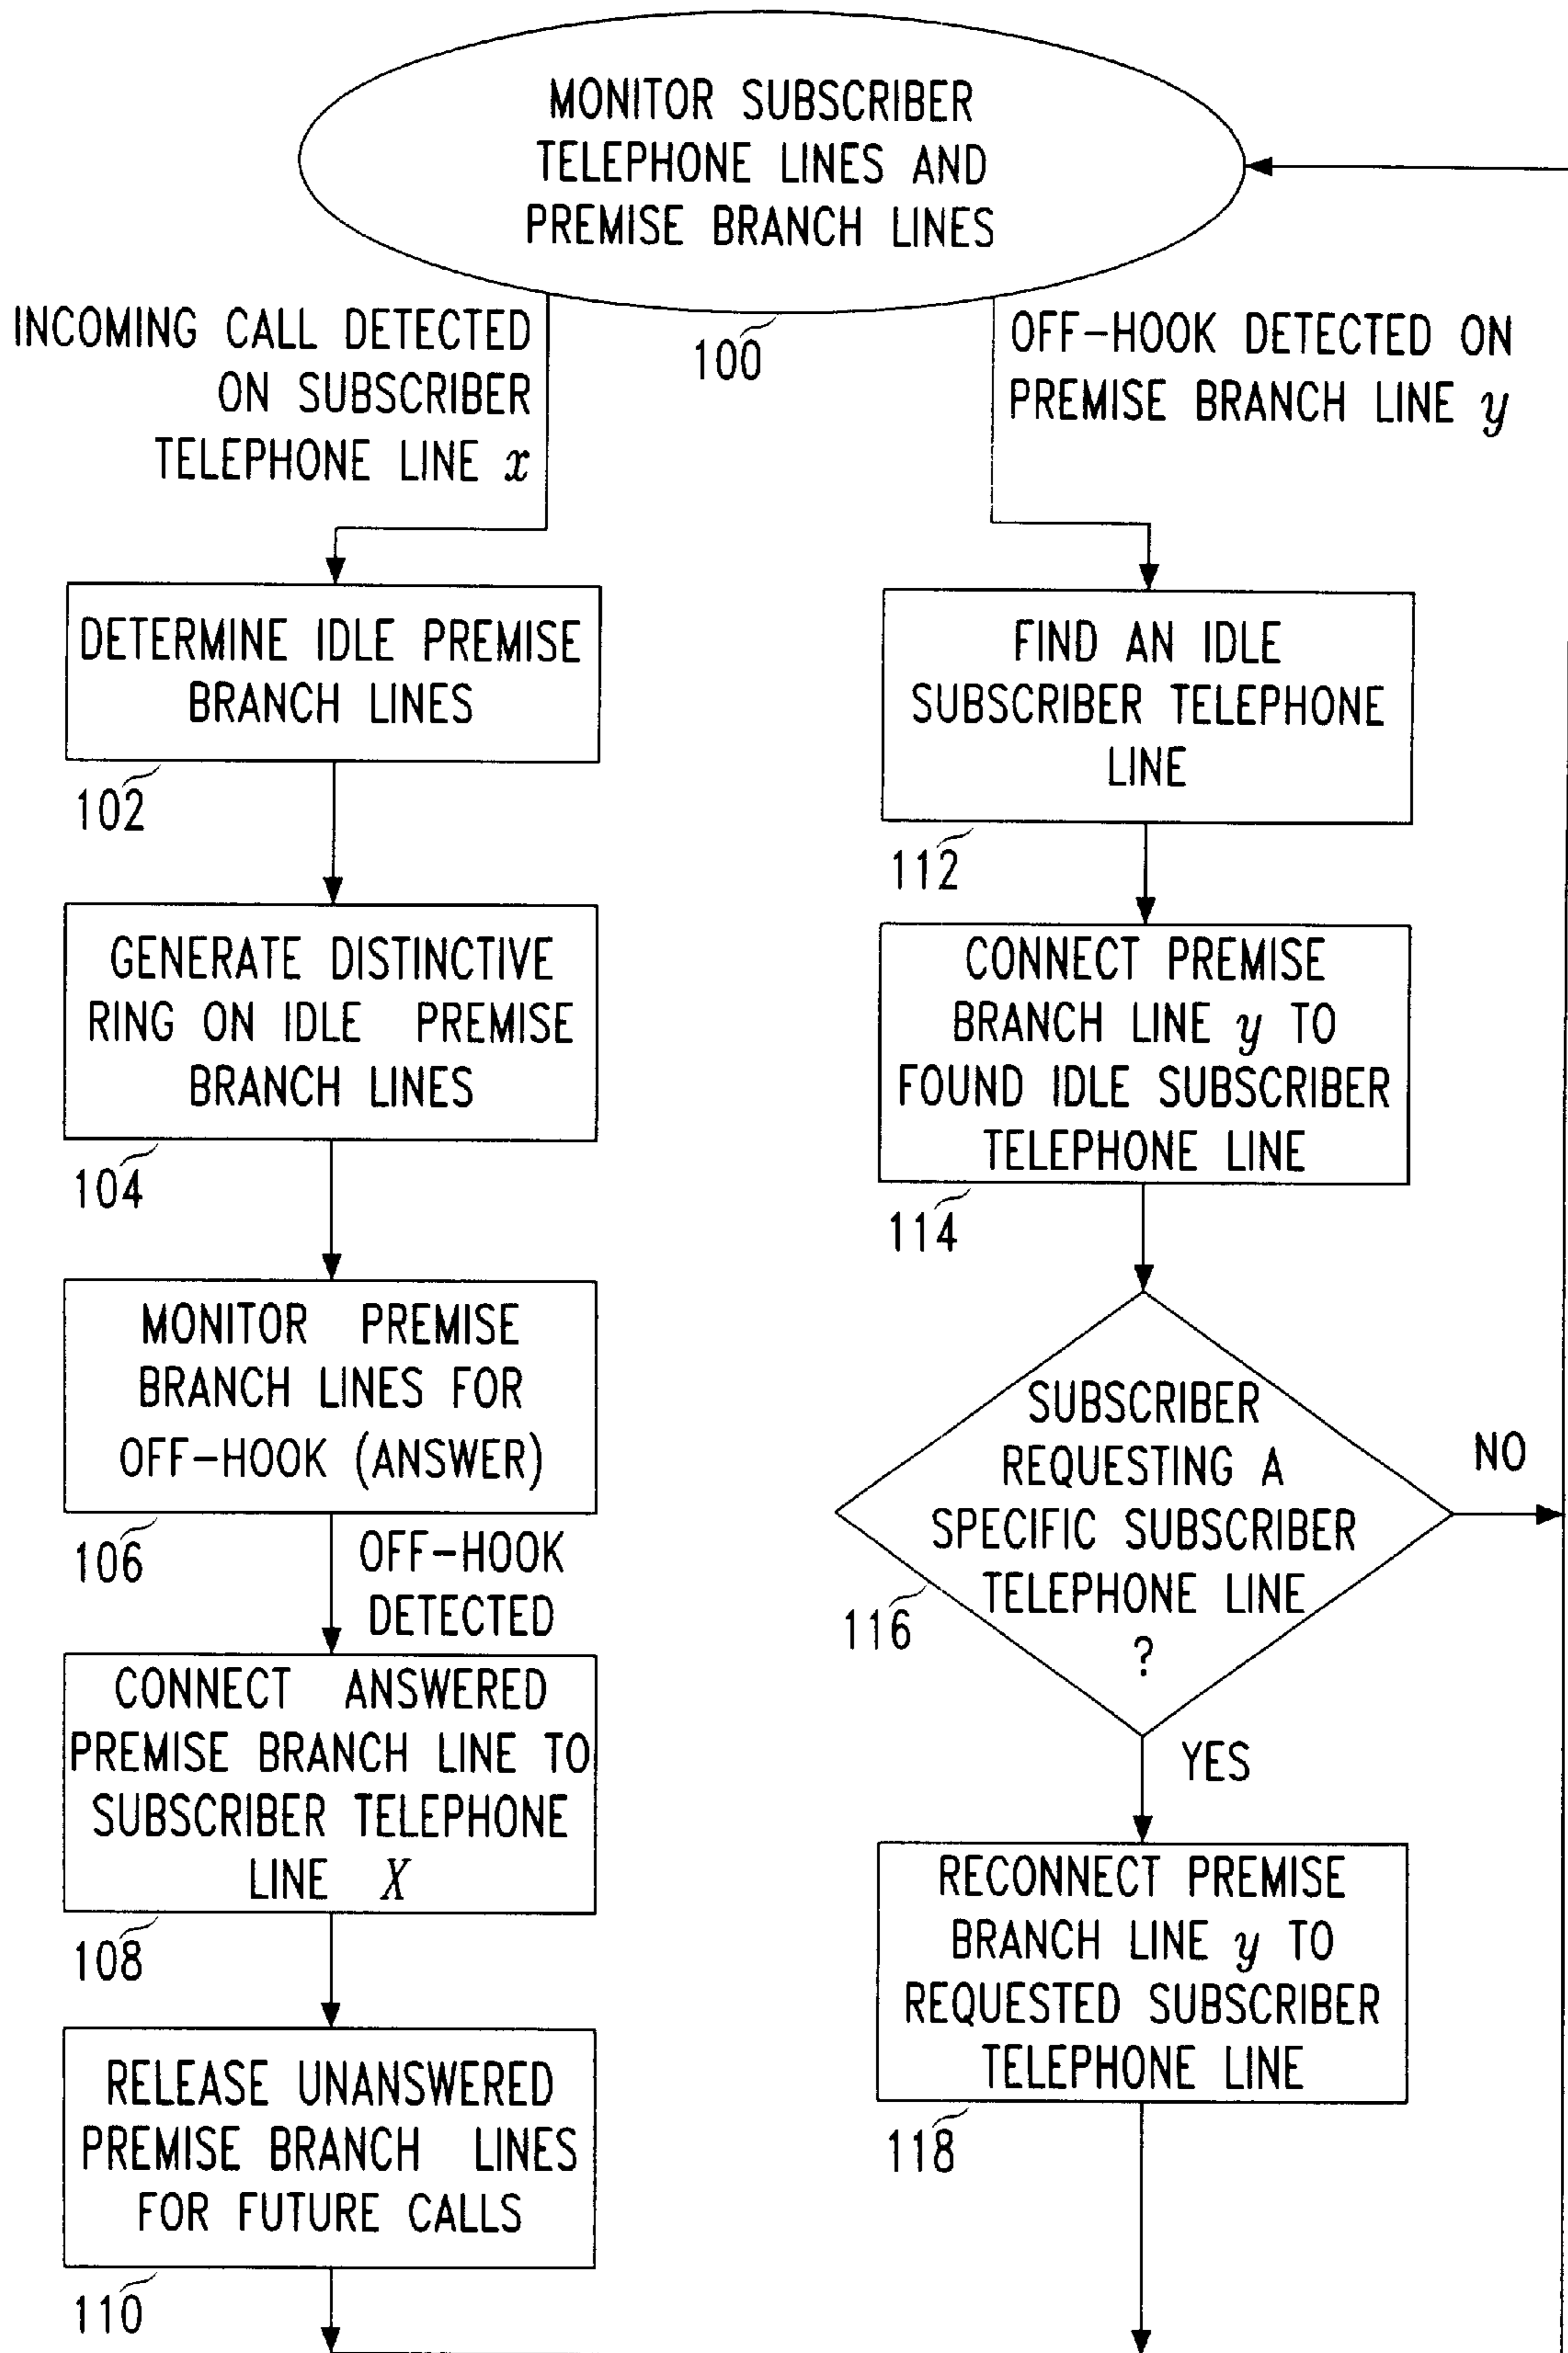 MONITOR SUBSCRIBER
TELEPHONE LINES AND
PREMISE BRANCH LINES
100
INCOMING CALL DETECTED
ON SUBSCRIBER
TELEPHONE LINE x
DETERMINE IDLE PREMISE
BRANCH LINES
102
GENERATE DISTINCTIVE
RING ON IDLE PREMISE
BRANCH LINES
104
MONITOR PREMISE
BRANCH LINES FOR
OFF-HOOK (ANSWER)
106
OFF-HOOK
DETECTED
CONNECT ANSWERED
PREMISE BRANCH LINE TO
SUBSCRIBER TELEPHONE
LINE X
108
RELEASE UNANSWERED
PREMISE BRANCH LINES
FOR FUTURE CALLS
110
OFF-HOOK DETECTED ON
PREMISE BRANCH LINE y
FIND AN IDLE
SUBSCRIBER TELEPHONE
LINE
112
CONNECT PREMISE
BRANCH LINE y TO
FOUND IDLE SUBSCRIBER
TELEPHONE LINE
114
SUBSCRIBER
REQUESTING A
SPECIFIC SUBSCRIBER
TELEPHONE LINE
?
116
NO
YES
RECONNECT PREMISE
BRANCH LINE y TO
REQUESTED SUBSCRIBER
TELEPHONE LINE
118